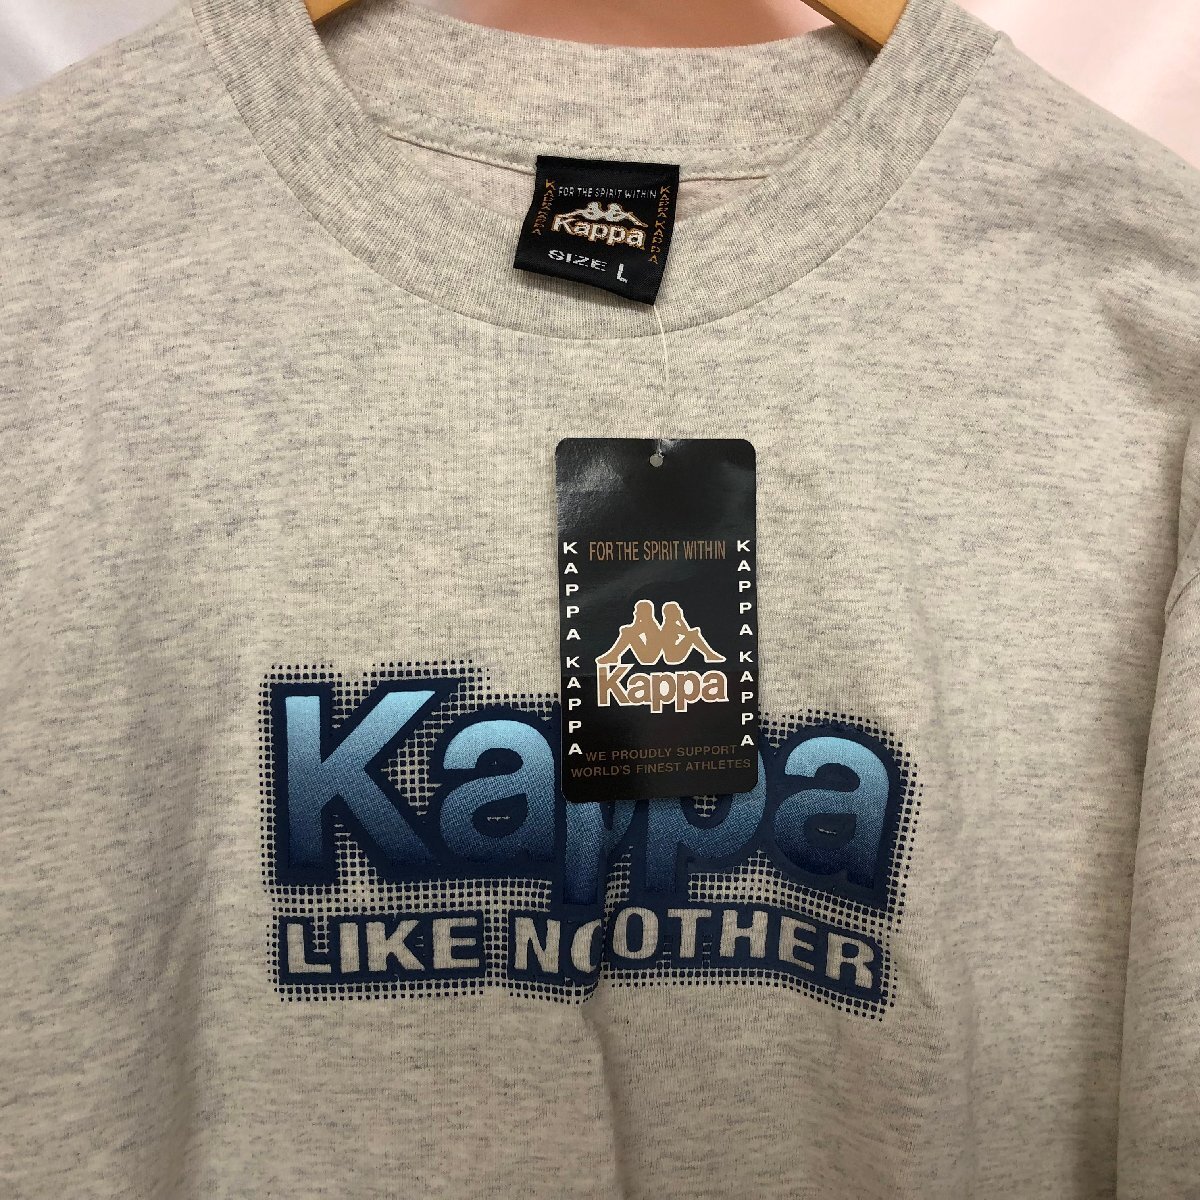 FOR THE SPIRIT WITHIN
KAPPA KAPPA
Kappa
KAPPA KAPPA
SIZE L
FOR THE SPIRIT WITHIN
KAPPA KAPPA
Kappa
KAPPA KAPPA
WE PROUDLY SUPPORT
WORLD'S FINEST ATHLETES
Kappa
LIKE NO OTHER